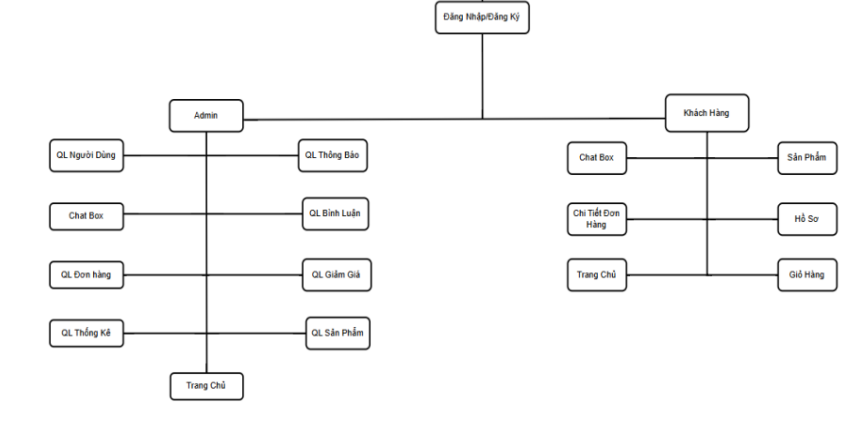 Đăng Nhập/Đăng Ký
Admin
Khách Hàng
QL Người Dùng
QL Thông Báo
Chat Box
Sản Phẩm
Chat Box
QL Bình Luận
Chi Tiết Đơn
Hàng
Hồ Sơ
QL Đơn hàng
QL Giảm Giá
Trang Chủ
Giỏ Hàng
QL Thống Kê
QL Sản Phẩm
Trang Chủ